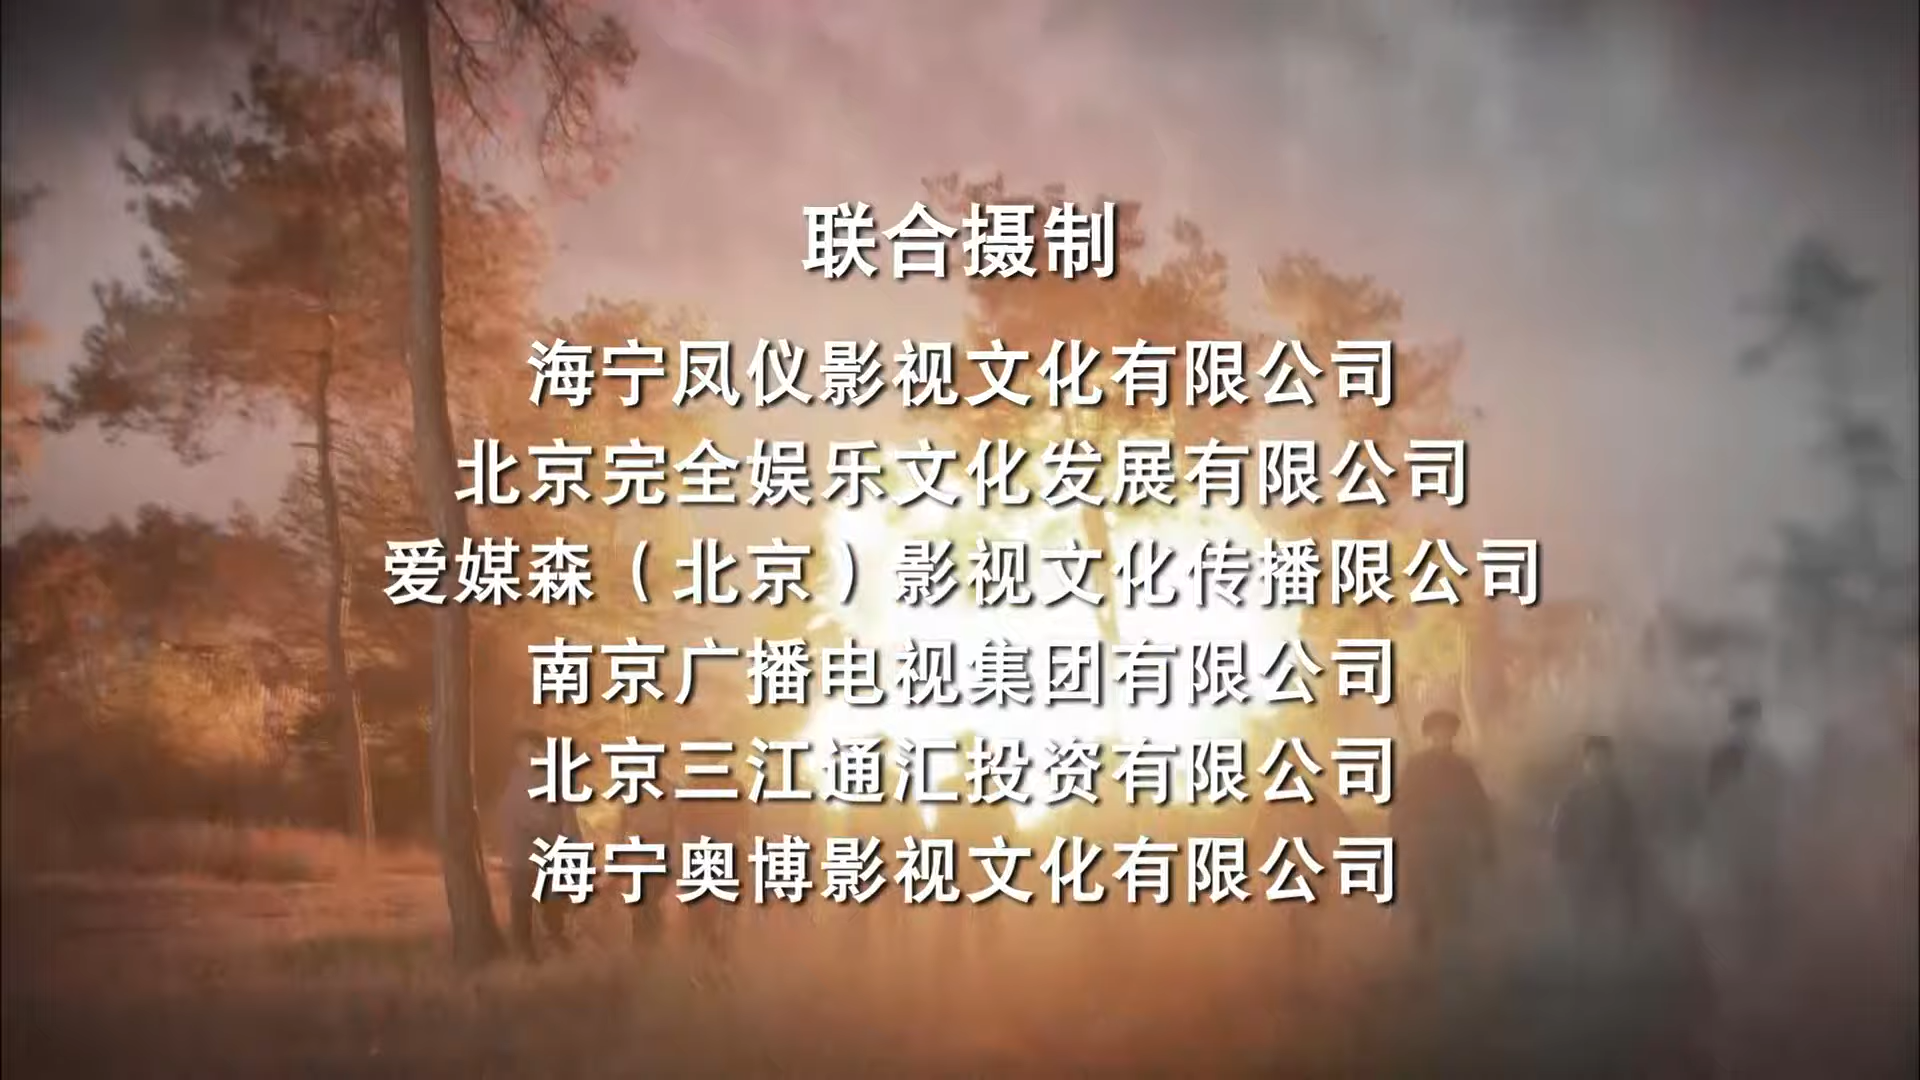 联合摄制
海宁凤仪影视文化有限公司
北京完全娱乐文化发展有限公司
爱媒森（北京）影视文化传播限公司
南京广播电视集团有限公司
北京三江通汇投资有限公司
海宁奥博影视文化有限公司